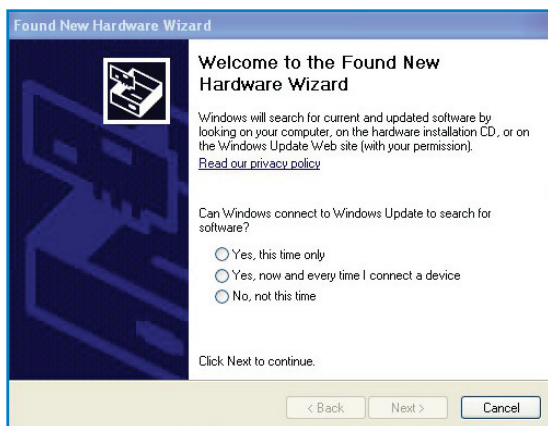 Found New Hardware Wizard
Welcome to the Found New
Hardware Wizard
Windows will search for current and updated software by
looking on your computer, on the hardware installation CD, or on
the Windows Update Web site (with your permission).
Read our privacy policy
Can Windows connect to Windows Update to search for
software?
Yes, this time only
Yes, now and every time I connect a device
No, not this time
Click Next to continue.
< Back Next > Cancel